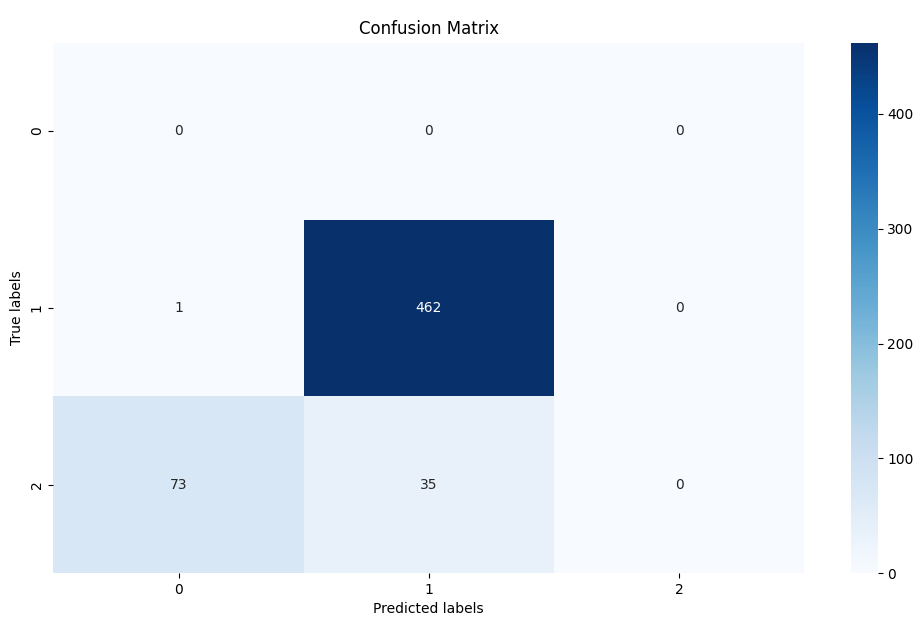 Confusion Matrix
0 0 0 0
1 1 462 0
2 73 35 0
0 1 2
True labels
Predicted labels
400
300
200
100
0